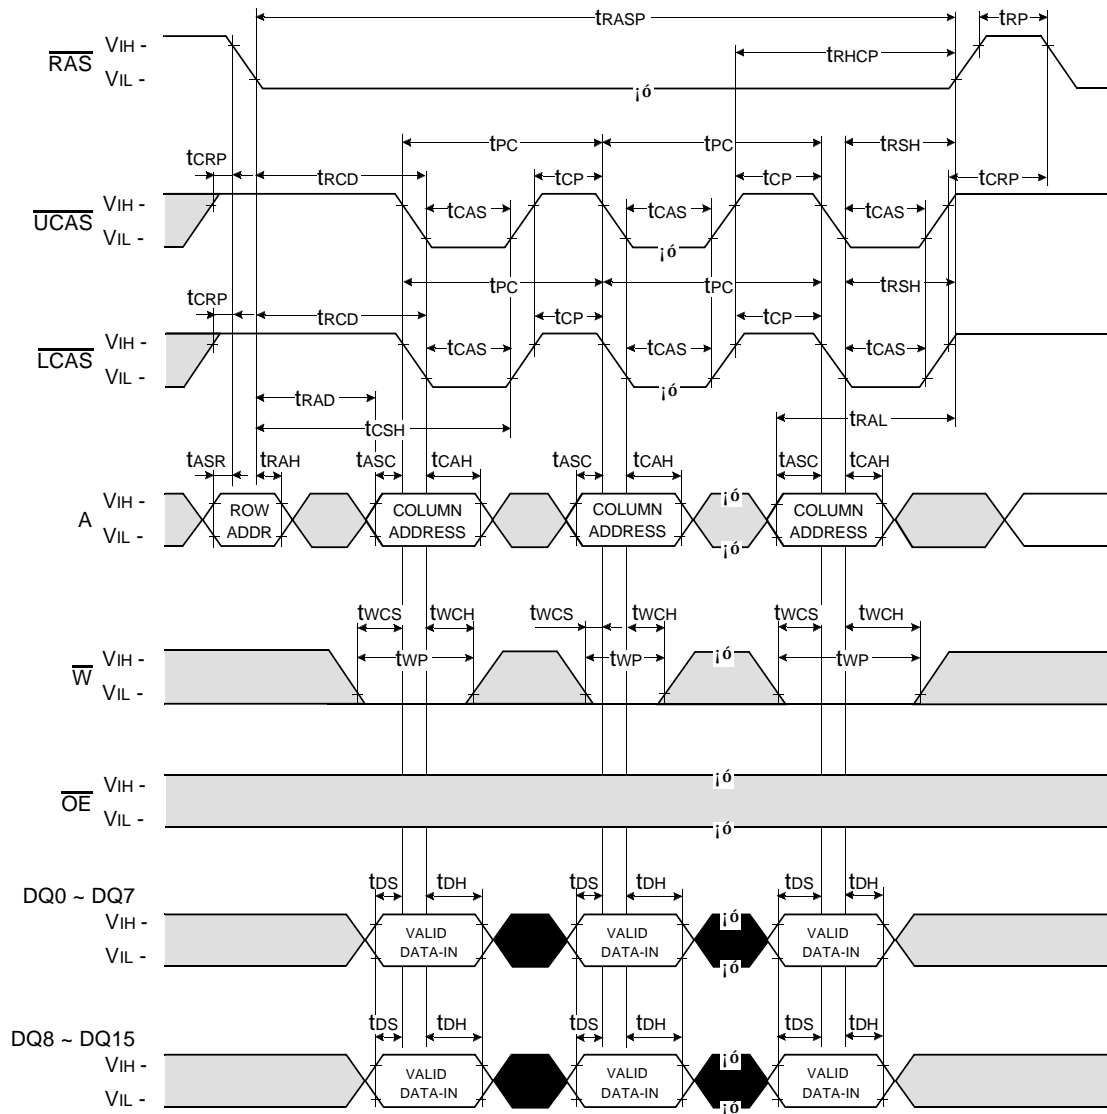 tRASP
tRP
RAS
VIH -
VIL -
tRHCP
¡ó
tCRP
tRCD
tPC
tPC
tRSH
tCRP
tCP
tCP
UCAS
VIH -
VIL -
tCAS
tCAS
tCAS
¡ó
tCRP
tRCD
tPC
tPC
tRSH
tCP
tCP
LCAS
VIH -
VIL -
tCAS
tCAS
tCAS
¡ó
tRAD
tCSH
tRAL
tASR
tRAH
tASC
tCAH
tASC
tCAH
tASC
tCAH
A
VIH -
VIL -
ROW
ADDR
COLUMN
ADDRESS
COLUMN
ADDRESS
¡ó
¡ó
COLUMN
ADDRESS
tWCS
tWCH
tWCS
tWCH
tWCS
tWCH
W
VIH -
VIL -
tWP
tWP
¡ó
tWP
OE
VIH -
VIL -
¡ó
¡ó
DQ0 ~ DQ7
VIH -
VIL -
tDS
tDH
tDS
tDH
tDS
tDH
VALID
DATA-IN
VALID
DATA-IN
¡ó
¡ó
VALID
DATA-IN
DQ8 ~ DQ15
VIH -
VIL -
tDS
tDH
tDS
tDH
tDS
tDH
VALID
DATA-IN
VALID
DATA-IN
¡ó
¡ó
VALID
DATA-IN